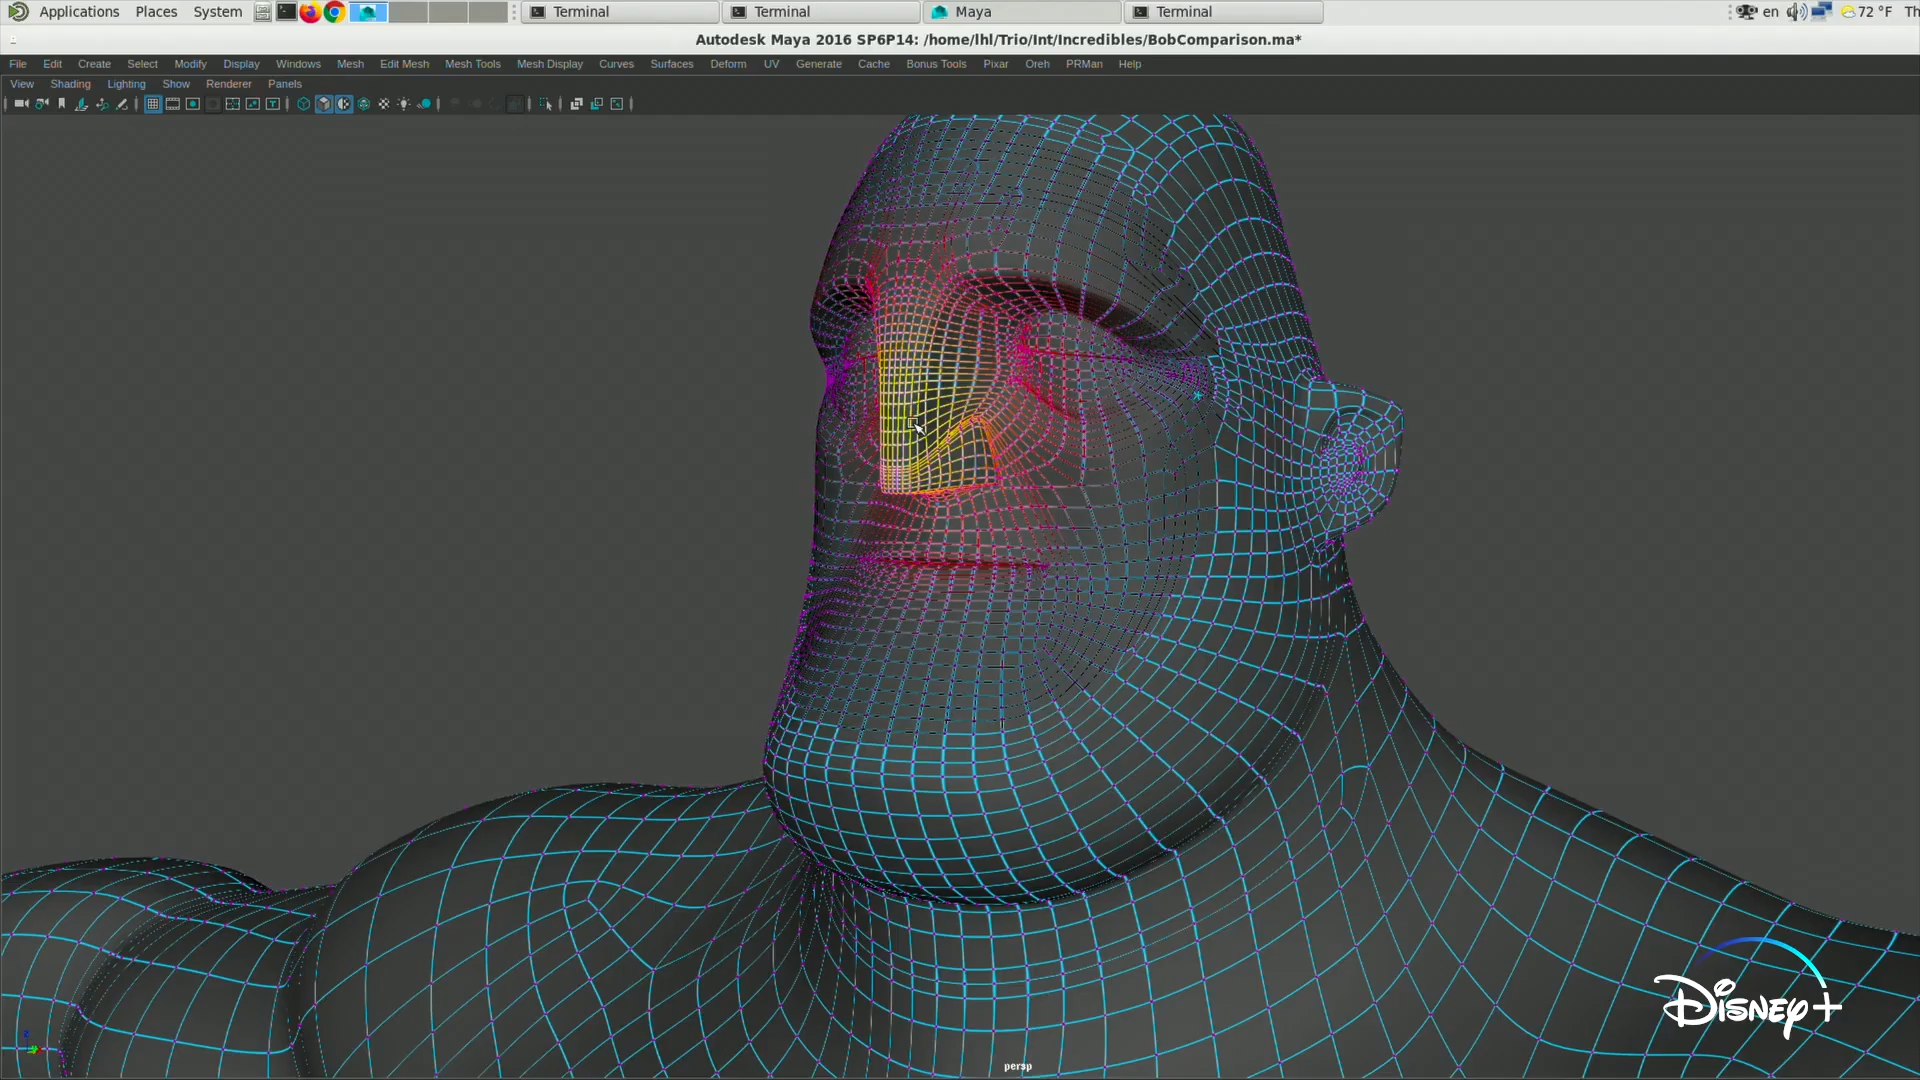 Applications Places System Terminal Terminal Maya Terminal en 72 °F Th
Autodesk Maya 2016 SP6P14: /home/lhl/Trio/Int/Incredibles/BobComparison.ma*
File Edit Create Select Modify Display Windows Mesh Edit Mesh Mesh Tools Mesh Display Curves Surfaces Deform UV Generate Cache Bonus Tools Pixar Oreh PRMan Help
View Shading Lighting Show Renderer Panels
Disney+
persp